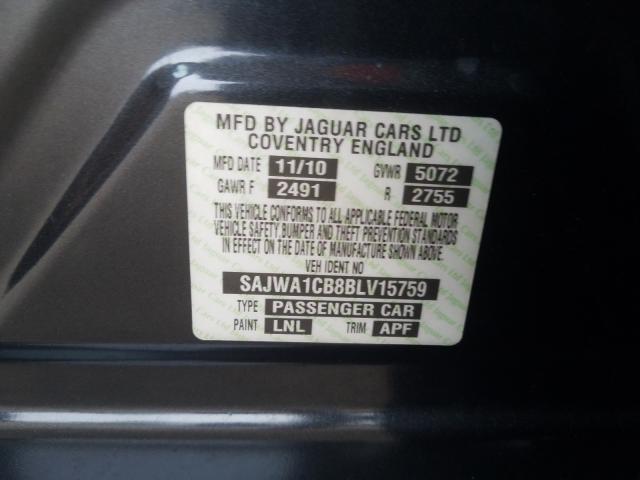 MFD BY JAGUAR CARS LTD
COVENTRY ENGLAND
MFD DATE 11/10 GVWR 5072
GAWR F 2491 R 2755
THIS VEHICLE CONFORMS TO ALL APPLICABLE FEDERAL MOTOR
VEHICLE SAFETY BUMPER AND THEFT PREVENTION STANDARDS
IN EFFECT ON THE DATE OF MANUFACTURE SHOWN ABOVE.
VEH IDENT NO
SAJWA1CB8BLV15759
TYPE PASSENGER CAR
PAINT LNL TRIM APF